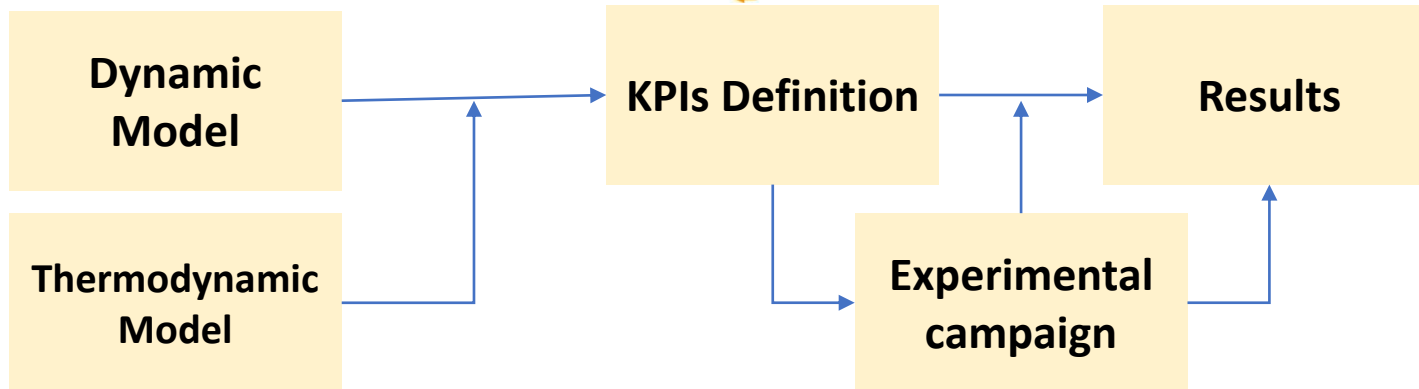 Dynamic
Model
KPIs Definition
Results
Thermodynamic
Model
Experimental
campaign